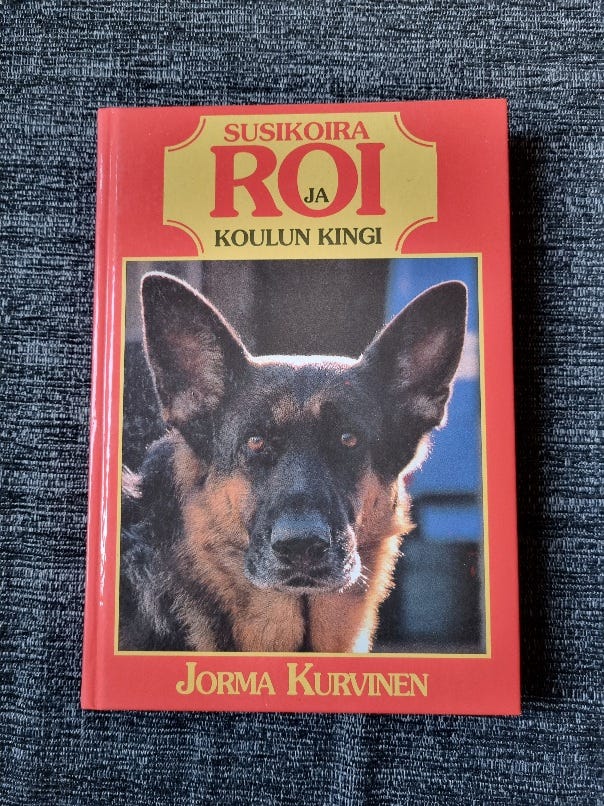 SUSIKOIRA
ROI
JA
KOULUN KINGI
JORMA KURVINEN